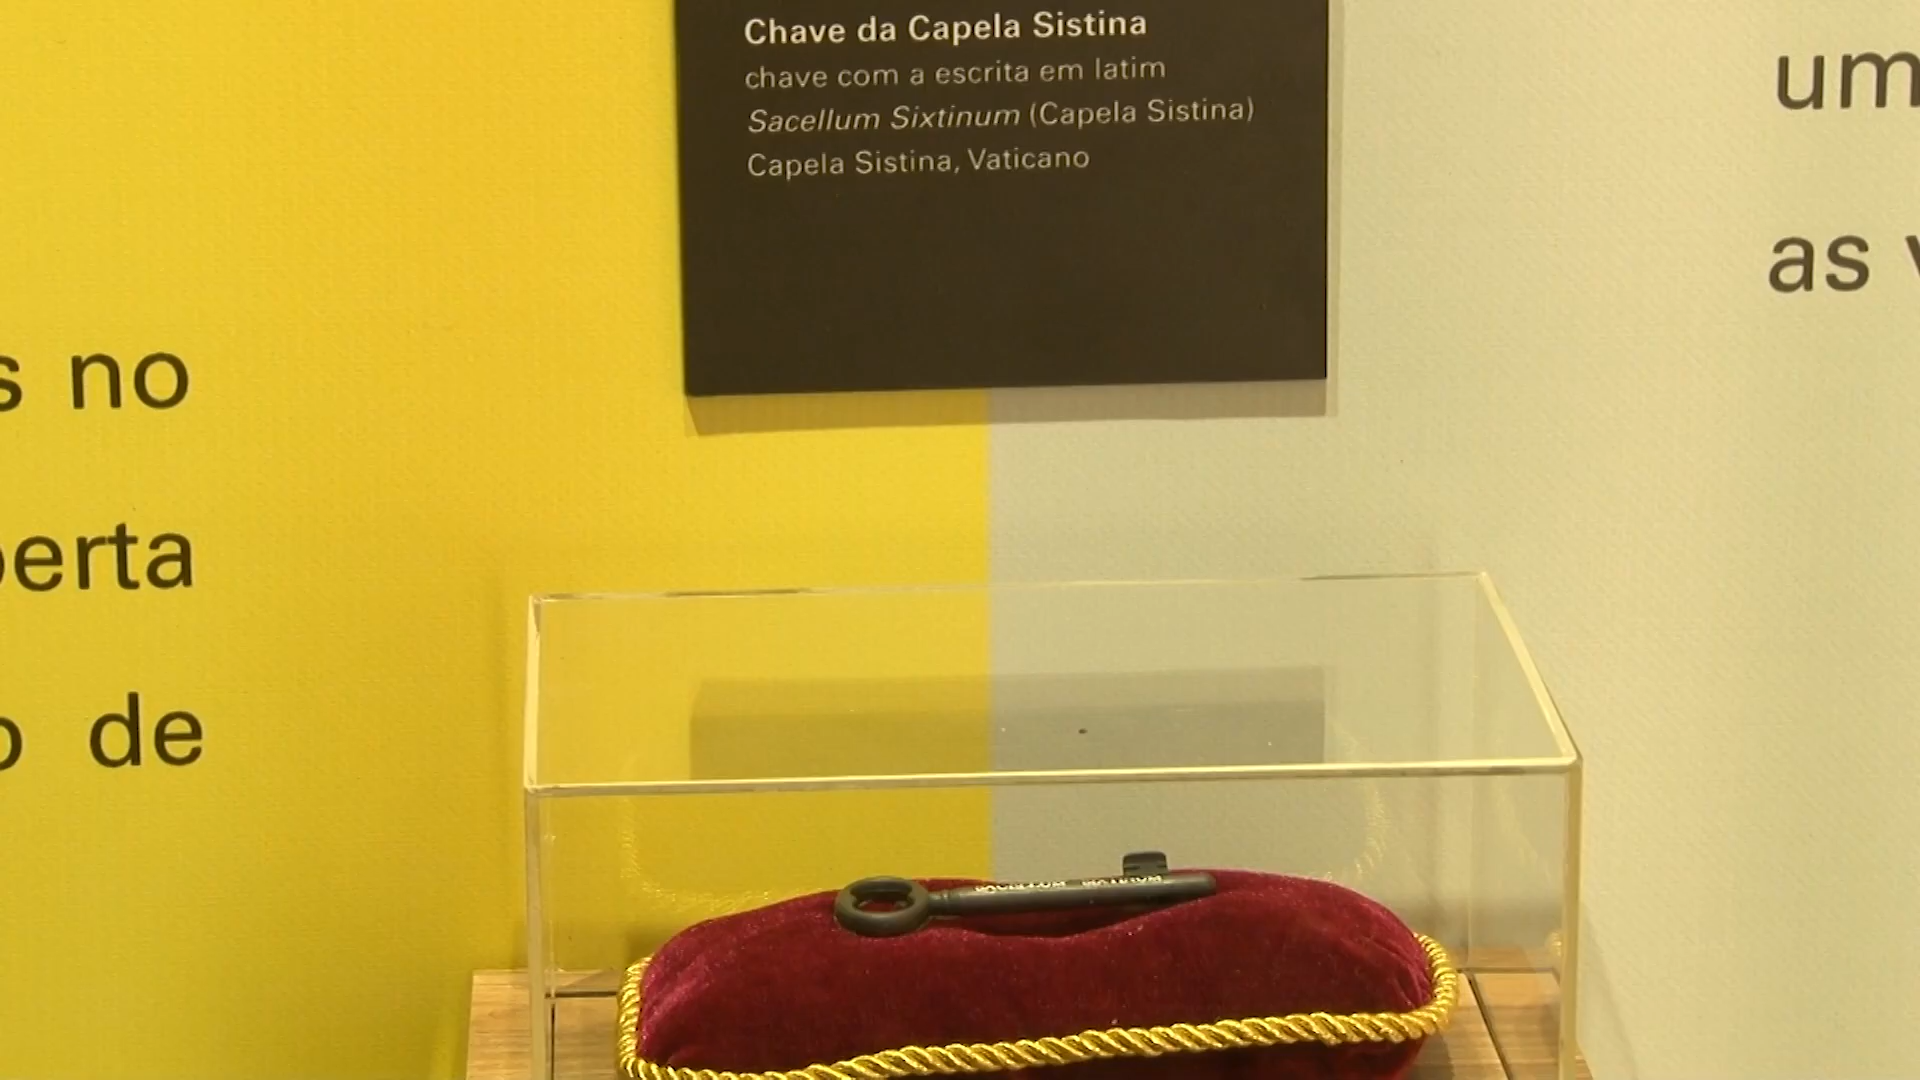 Chave da Capela Sistina
chave com a escrita em latim
Sacellum Sixtinum (Capela Sistina)
Capela Sistina, Vaticano
no
de
um
as